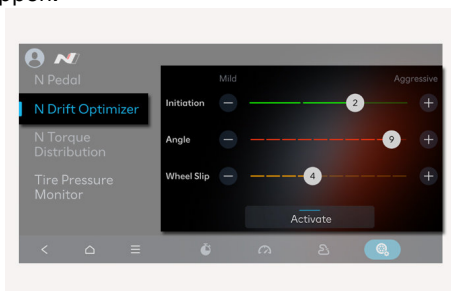 N
N Pedal
N Drift Optimizer
N Torque
Distribution
Tire Pressure
Monitor
Mild Aggressive
Initiation − 2 +
Angle − 9 +
Wheel Slip − 4 +
Activate